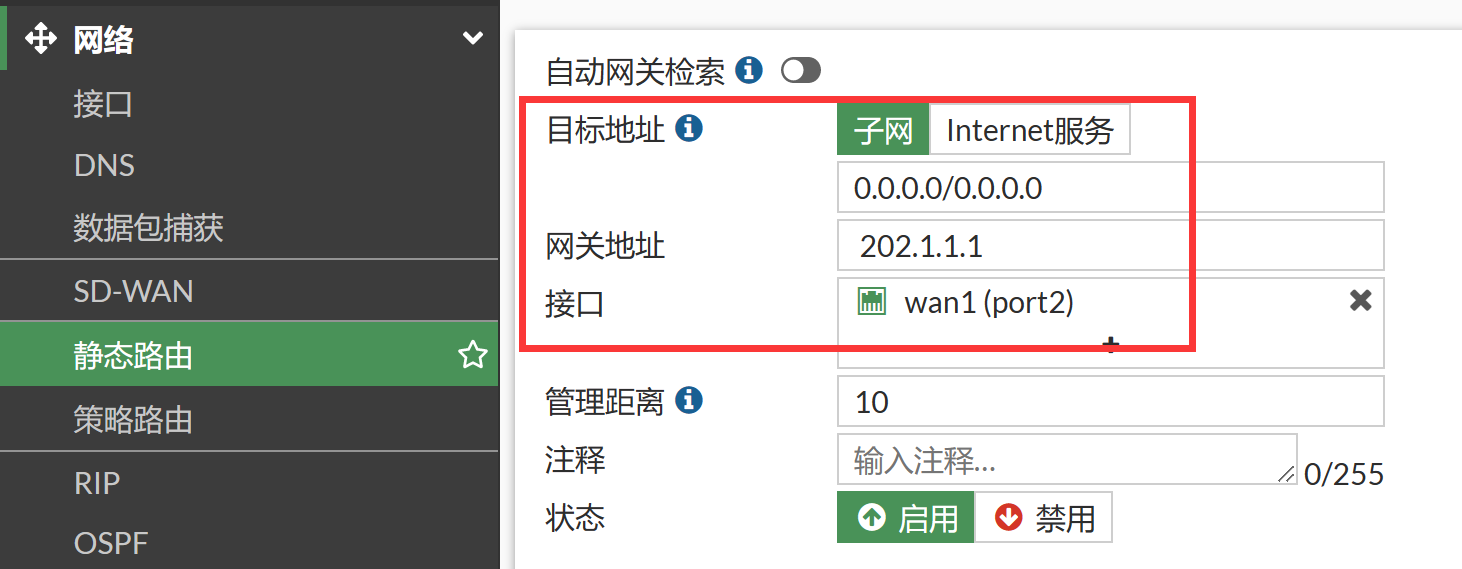 网络
接口
DNS
数据包捕获
SD-WAN
静态路由
策略路由
RIP
OSPF
自动网关检索
目标地址 子网 Internet服务
0.0.0.0/0.0.0.0
网关地址 202.1.1.1
接口 wan1 (port2)
+
管理距离 10
注释 输入注释... 0/255
状态 启用 禁用